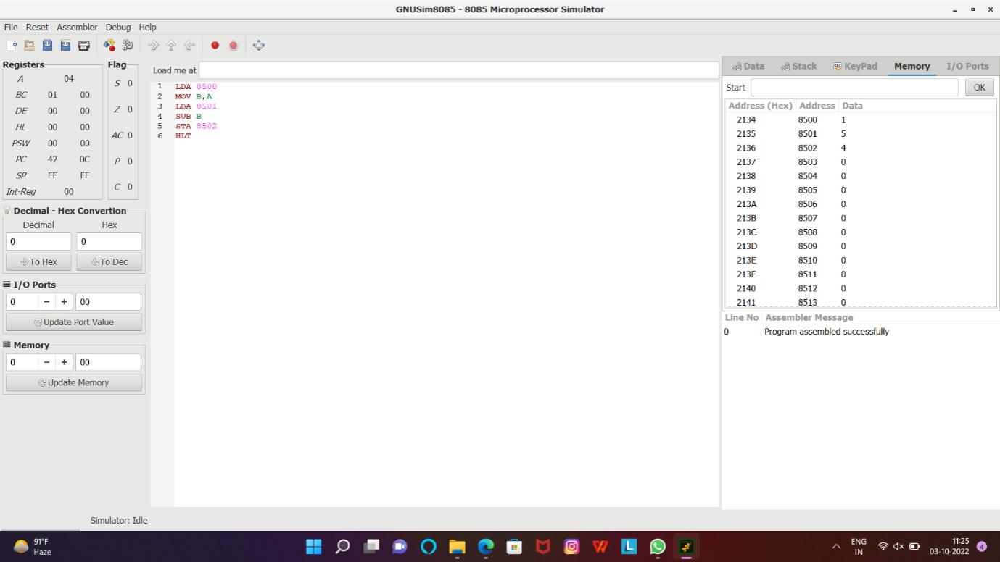 GNUSim8085 - 8085 Microprocessor Simulator
File Reset Assembler Debug Help
Registers
A 04
BC 01 00
DE 00 00
HL 00 00
PSW 00 00
PC 42 0C
SP FF FF
Int-Reg 00
Flag
S 0
Z 0
AC 0
P 0
C 0
Decimal - Hex Convertion
Decimal Hex
0 0
To Hex To Dec
I/O Ports
0 − + 00
Update Port Value
Memory
0 − + 00
Update Memory
Load me at
1 LDA 8500
2 MOV B,A
3 LDA 8501
4 SUB B
5 STA 8502
6 HLT
Data Stack KeyPad Memory I/O Ports
Start OK
Address (Hex) Address Data
2134 8500 1
2135 8501 5
2136 8502 4
2137 8503 0
2138 8504 0
2139 8505 0
213A 8506 0
213B 8507 0
213C 8508 0
213D 8509 0
213E 8510 0
213F 8511 0
2140 8512 0
2141 8513 0
Line No Assembler Message
0 Program assembled successfully
Simulator: Idle
91°F
Haze
ENG
IN
11:25
03-10-2022
4